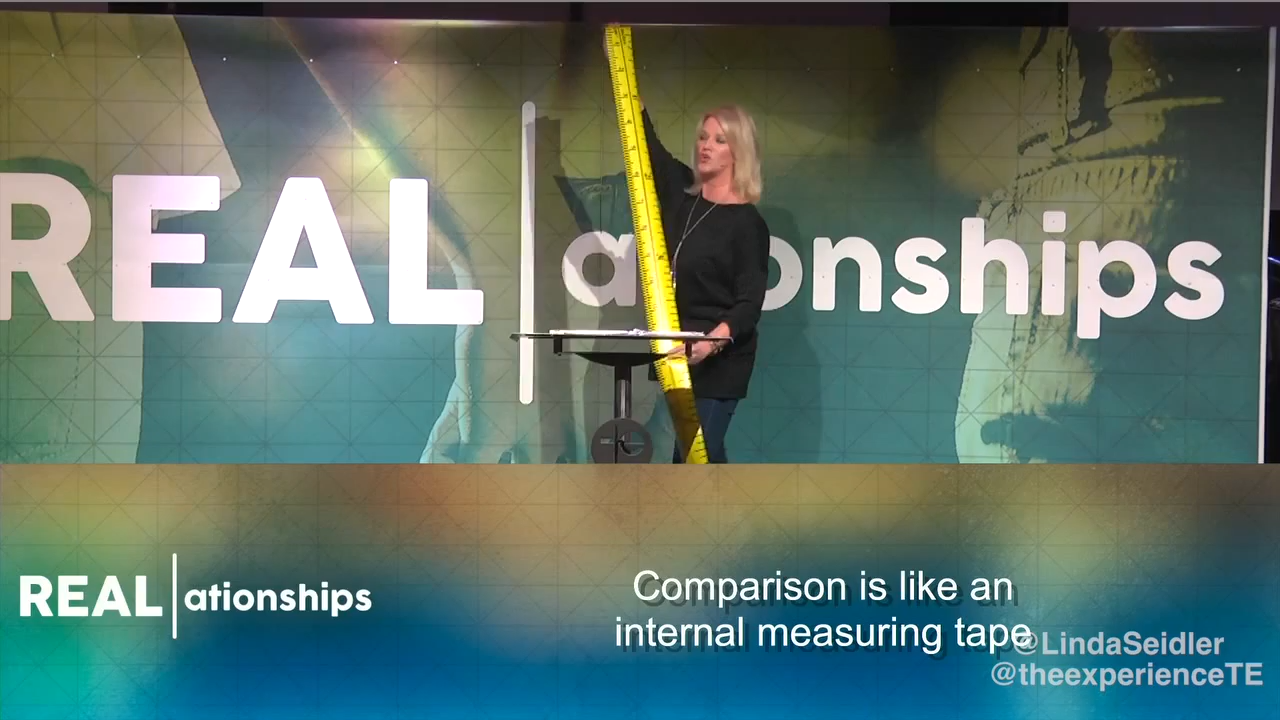 REAL|ationships
REAL|ationships
Comparison is like an
internal measuring tape
@LindaSeidler
@theexperienceTE